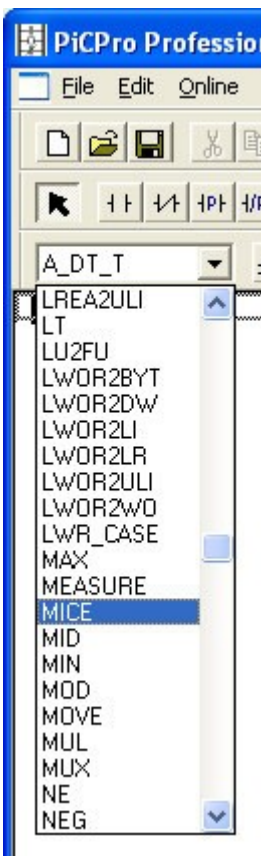 PiCPro Professio
File Edit Online
P
A_DT_T
LREA2ULI
LT
LU2FU
LWOR2BYT
LWOR2DW
LWOR2LI
LWOR2LR
LWOR2ULI
LWOR2WO
LWR_CASE
MAX
MEASURE
MICE
MID
MIN
MOD
MOVE
MUL
MUX
NE
NEG